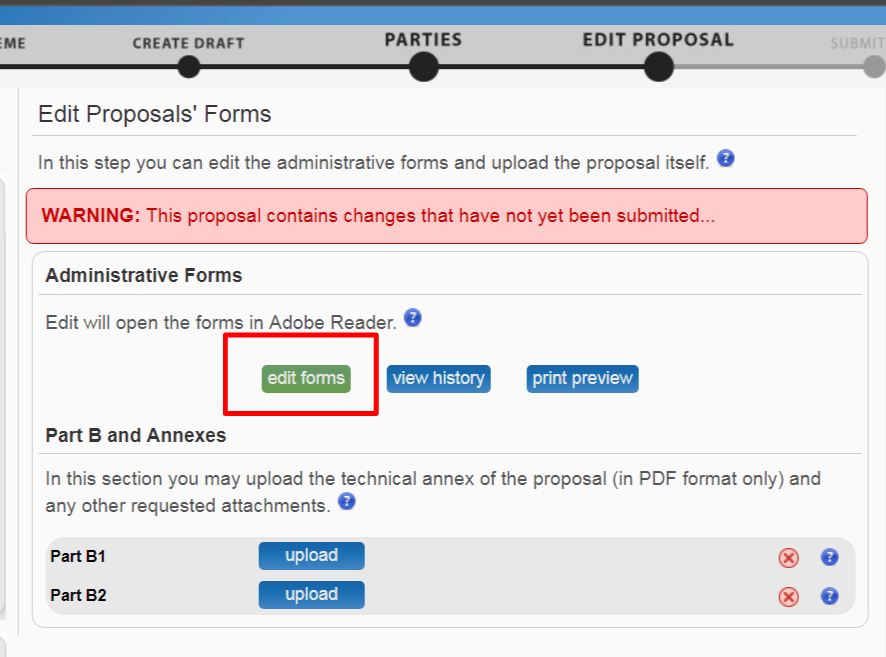 EME
CREATE DRAFT
PARTIES
EDIT PROPOSAL
SUBMIT
Edit Proposals' Forms
In this step you can edit the administrative forms and upload the proposal itself. ?
WARNING: This proposal contains changes that have not yet been submitted...
Administrative Forms
Edit will open the forms in Adobe Reader. ?
edit forms view history print preview
Part B and Annexes
In this section you may upload the technical annex of the proposal (in PDF format only) and
any other requested attachments. ?
Part B1 upload ?
Part B2 upload ?